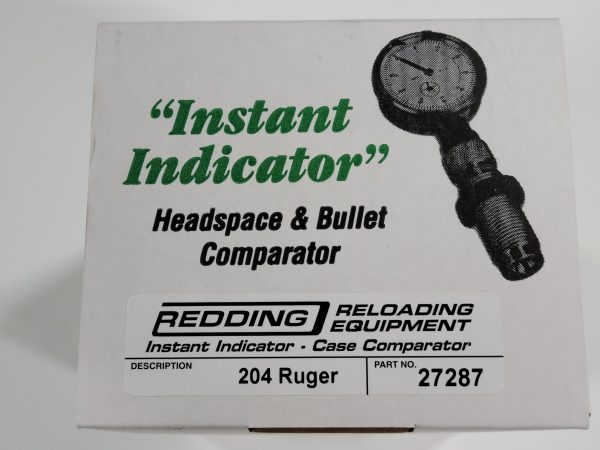 “Instant
Indicator”
Headspace & Bullet
Comparator
REDDING RELOADING
EQUIPMENT
Instant Indicator - Case Comparator
DESCRIPTION 204 Ruger PART NO. 27287